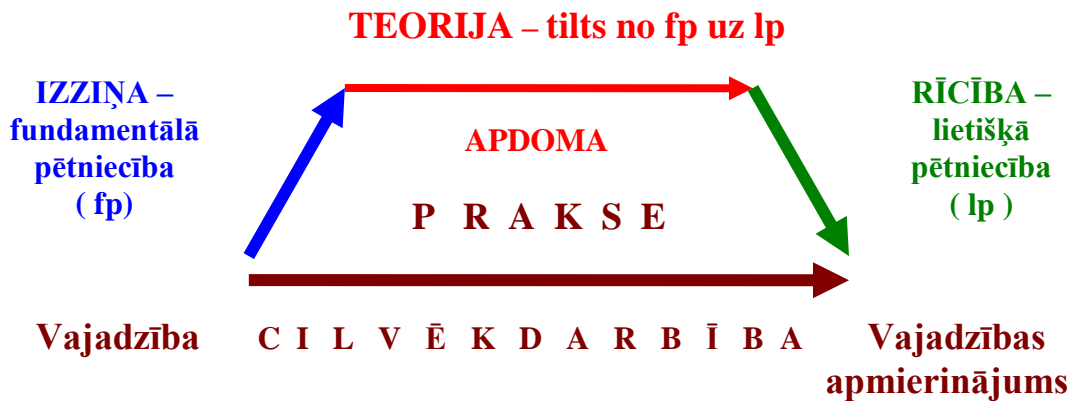 TEORIJA – tilts no fp uz lp
IZZIŅA –
fundamentālā
pētniecība
( fp)
APDOMA
RĪCĪBA –
lietišķā
pētniecība
( lp )
P R A K S E
Vajadzība
C I L V Ē K D A R B Ī B A
Vajadzības
apmierinājums